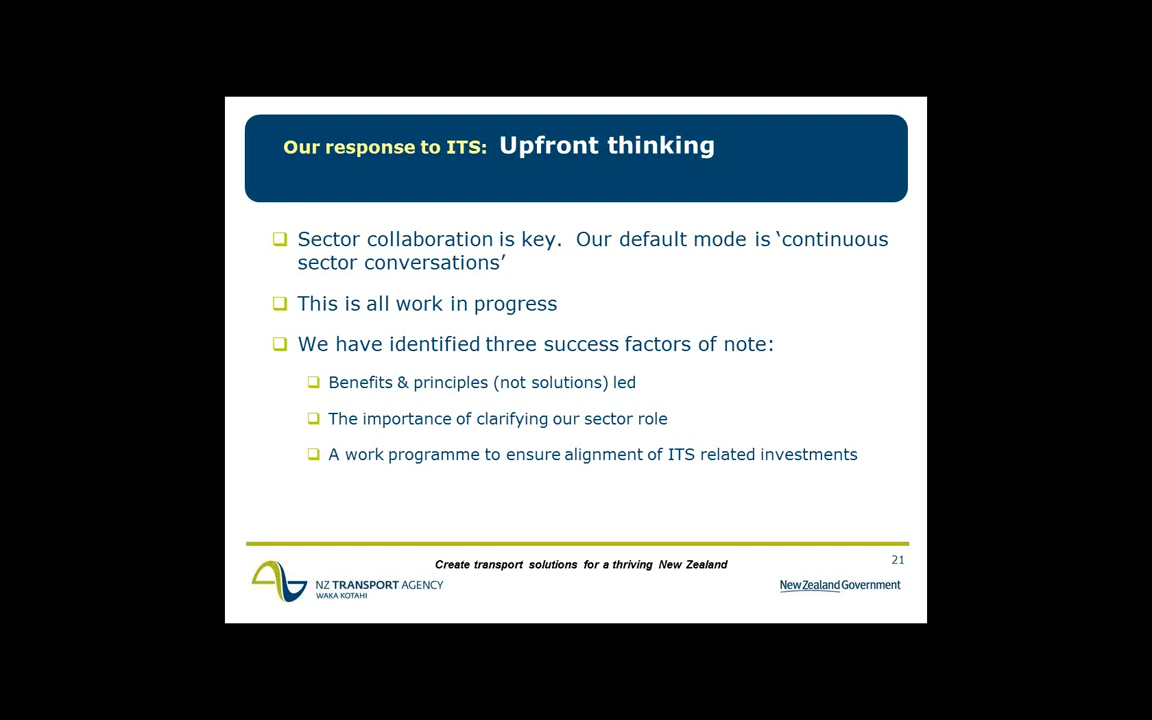 Our response to ITS: Upfront thinking
Sector collaboration is key. Our default mode is ‘continuous
sector conversations’
This is all work in progress
We have identified three success factors of note:
Benefits & principles (not solutions) led
The importance of clarifying our sector role
A work programme to ensure alignment of ITS related investments
Create transport solutions for a thriving New Zealand
21
NZ TRANSPORT AGENCY
WAKA KOTAHI
New Zealand Government